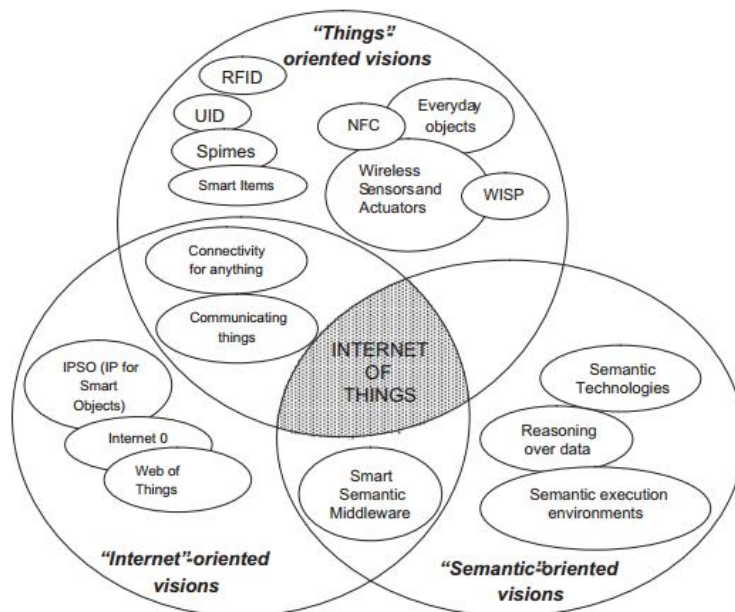 “Things”-
oriented visions
RFID
UID
Spimes
Smart Items
Everyday
objects
NFC
Wireless
Sensors and
Actuators
WISP
Connectivity
for anything
Communicating
things
INTERNET
OF
THINGS
IPSO (IP for
Smart
Objects)
Internet 0
Web of
Things
Semantic
Technologies
Reasoning
over data
Semantic execution
environments
Smart
Semantic
Middleware
“Internet”-oriented
visions
“Semantic”-oriented
visions